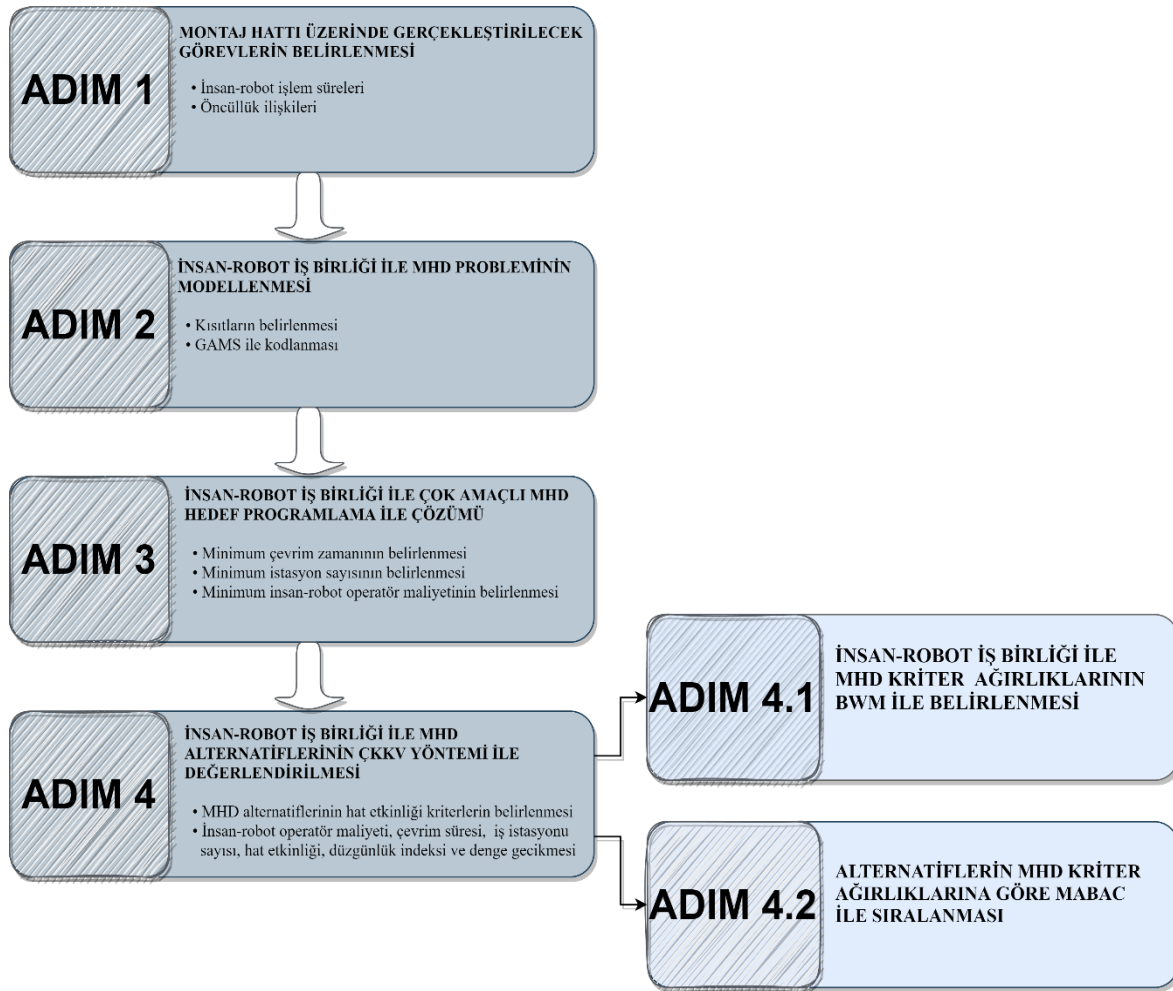 ADIM 1
MONTAJ HATTI ÜZERİNDE GERÇEKLEŞTİRİLECEK
GÖREVLERİN BELİRLENMESİ
• İnsan-robot işlem süreleri
• Öncüllük ilişkileri
ADIM 2
İNSAN-ROBOT İŞ BİRLİĞİ İLE MHD PROBLEMİNİN
MODELLENMESİ
• Kısıtların belirlenmesi
• GAMS ile kodlanması
ADIM 3
İNSAN-ROBOT İŞ BİRLİĞİ İLE ÇOK AMAÇLI MHD
HEDEF PROGRAMLAMA İLE ÇÖZÜMÜ
• Minimum çevrim zamanının belirlenmesi
• Minimum istasyon sayısının belirlenmesi
• Minimum insan-robot operatör maliyetinin belirlenmesi
ADIM 4
İNSAN-ROBOT İŞ BİRLİĞİ İLE MHD
ALTERNATİFLERİNİN ÇKKV YÖNTEMİ İLE
DEĞERLENDİRİLMESİ
• MHD alternatiflerinin hat etkinliği kriterlerin belirlenmesi
• İnsan-robot operatör maliyeti, çevrim süresi, iş istasyonu
sayısı, hat etkinliği, düzgünlük indeksi ve denge gecikmesi
ADIM 4.1
İNSAN-ROBOT İŞ BİRLİĞİ İLE
MHD KRİTER AĞIRLIKLARININ
BWM İLE BELİRLENMESİ
ADIM 4.2
ALTERNATİFLERİN MHD KRİTER
AĞIRLIKLARINA GÖRE MABAC
İLE SIRALANMASI